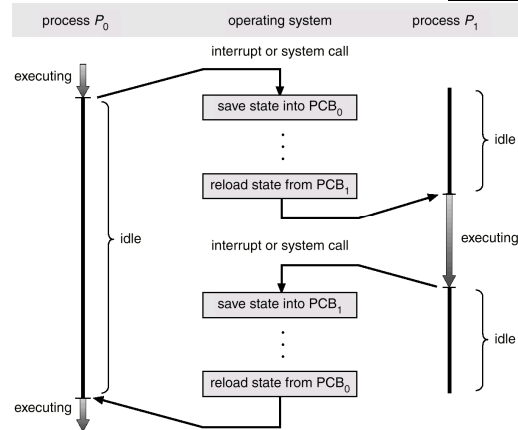 process P0 operating system process P1
interrupt or system call
executing
save state into PCB0
idle
reload state from PCB1
executing
idle
interrupt or system call
save state into PCB1
idle
reload state from PCB0
executing